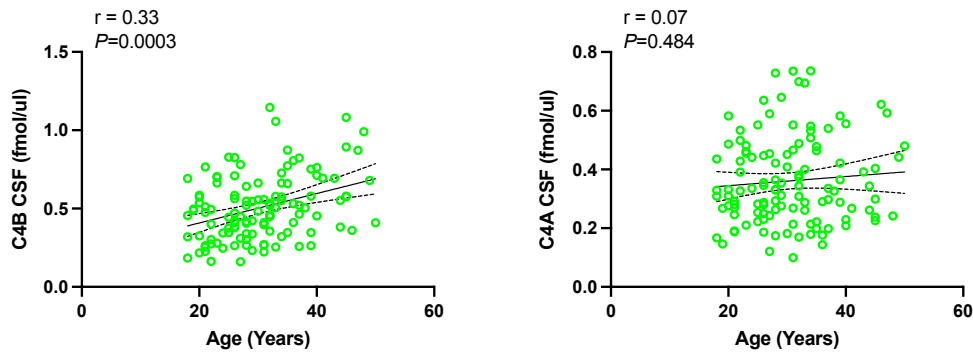 r = 0.33
P=0.0003
C4B CSF (fmol/ul)
1.5
1.0
0.5
0.0
0 20 40 60
Age (Years)
r = 0.07
P=0.484
C4A CSF (fmol/ul)
0.8
0.6
0.4
0.2
0.0
0 20 40 60
Age (Years)